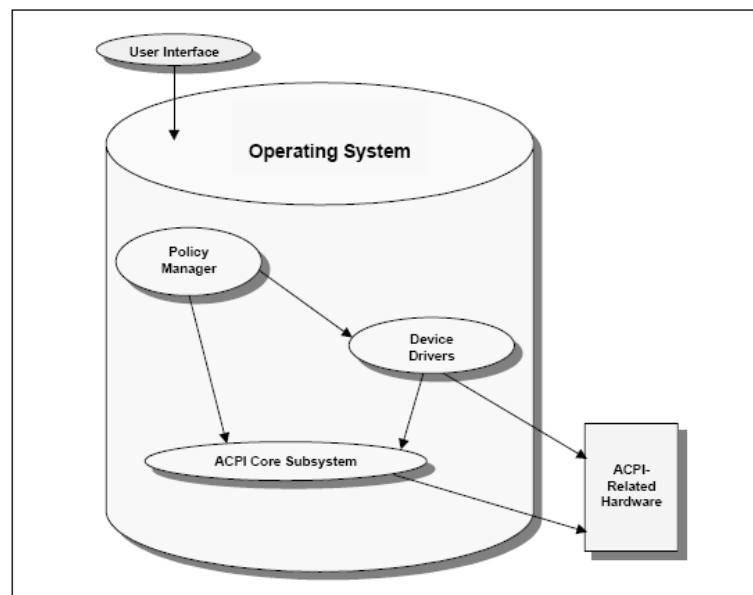 User Interface
Operating System
Policy
Manager
Device
Drivers
ACPI Core Subsystem
ACPI-
Related
Hardware